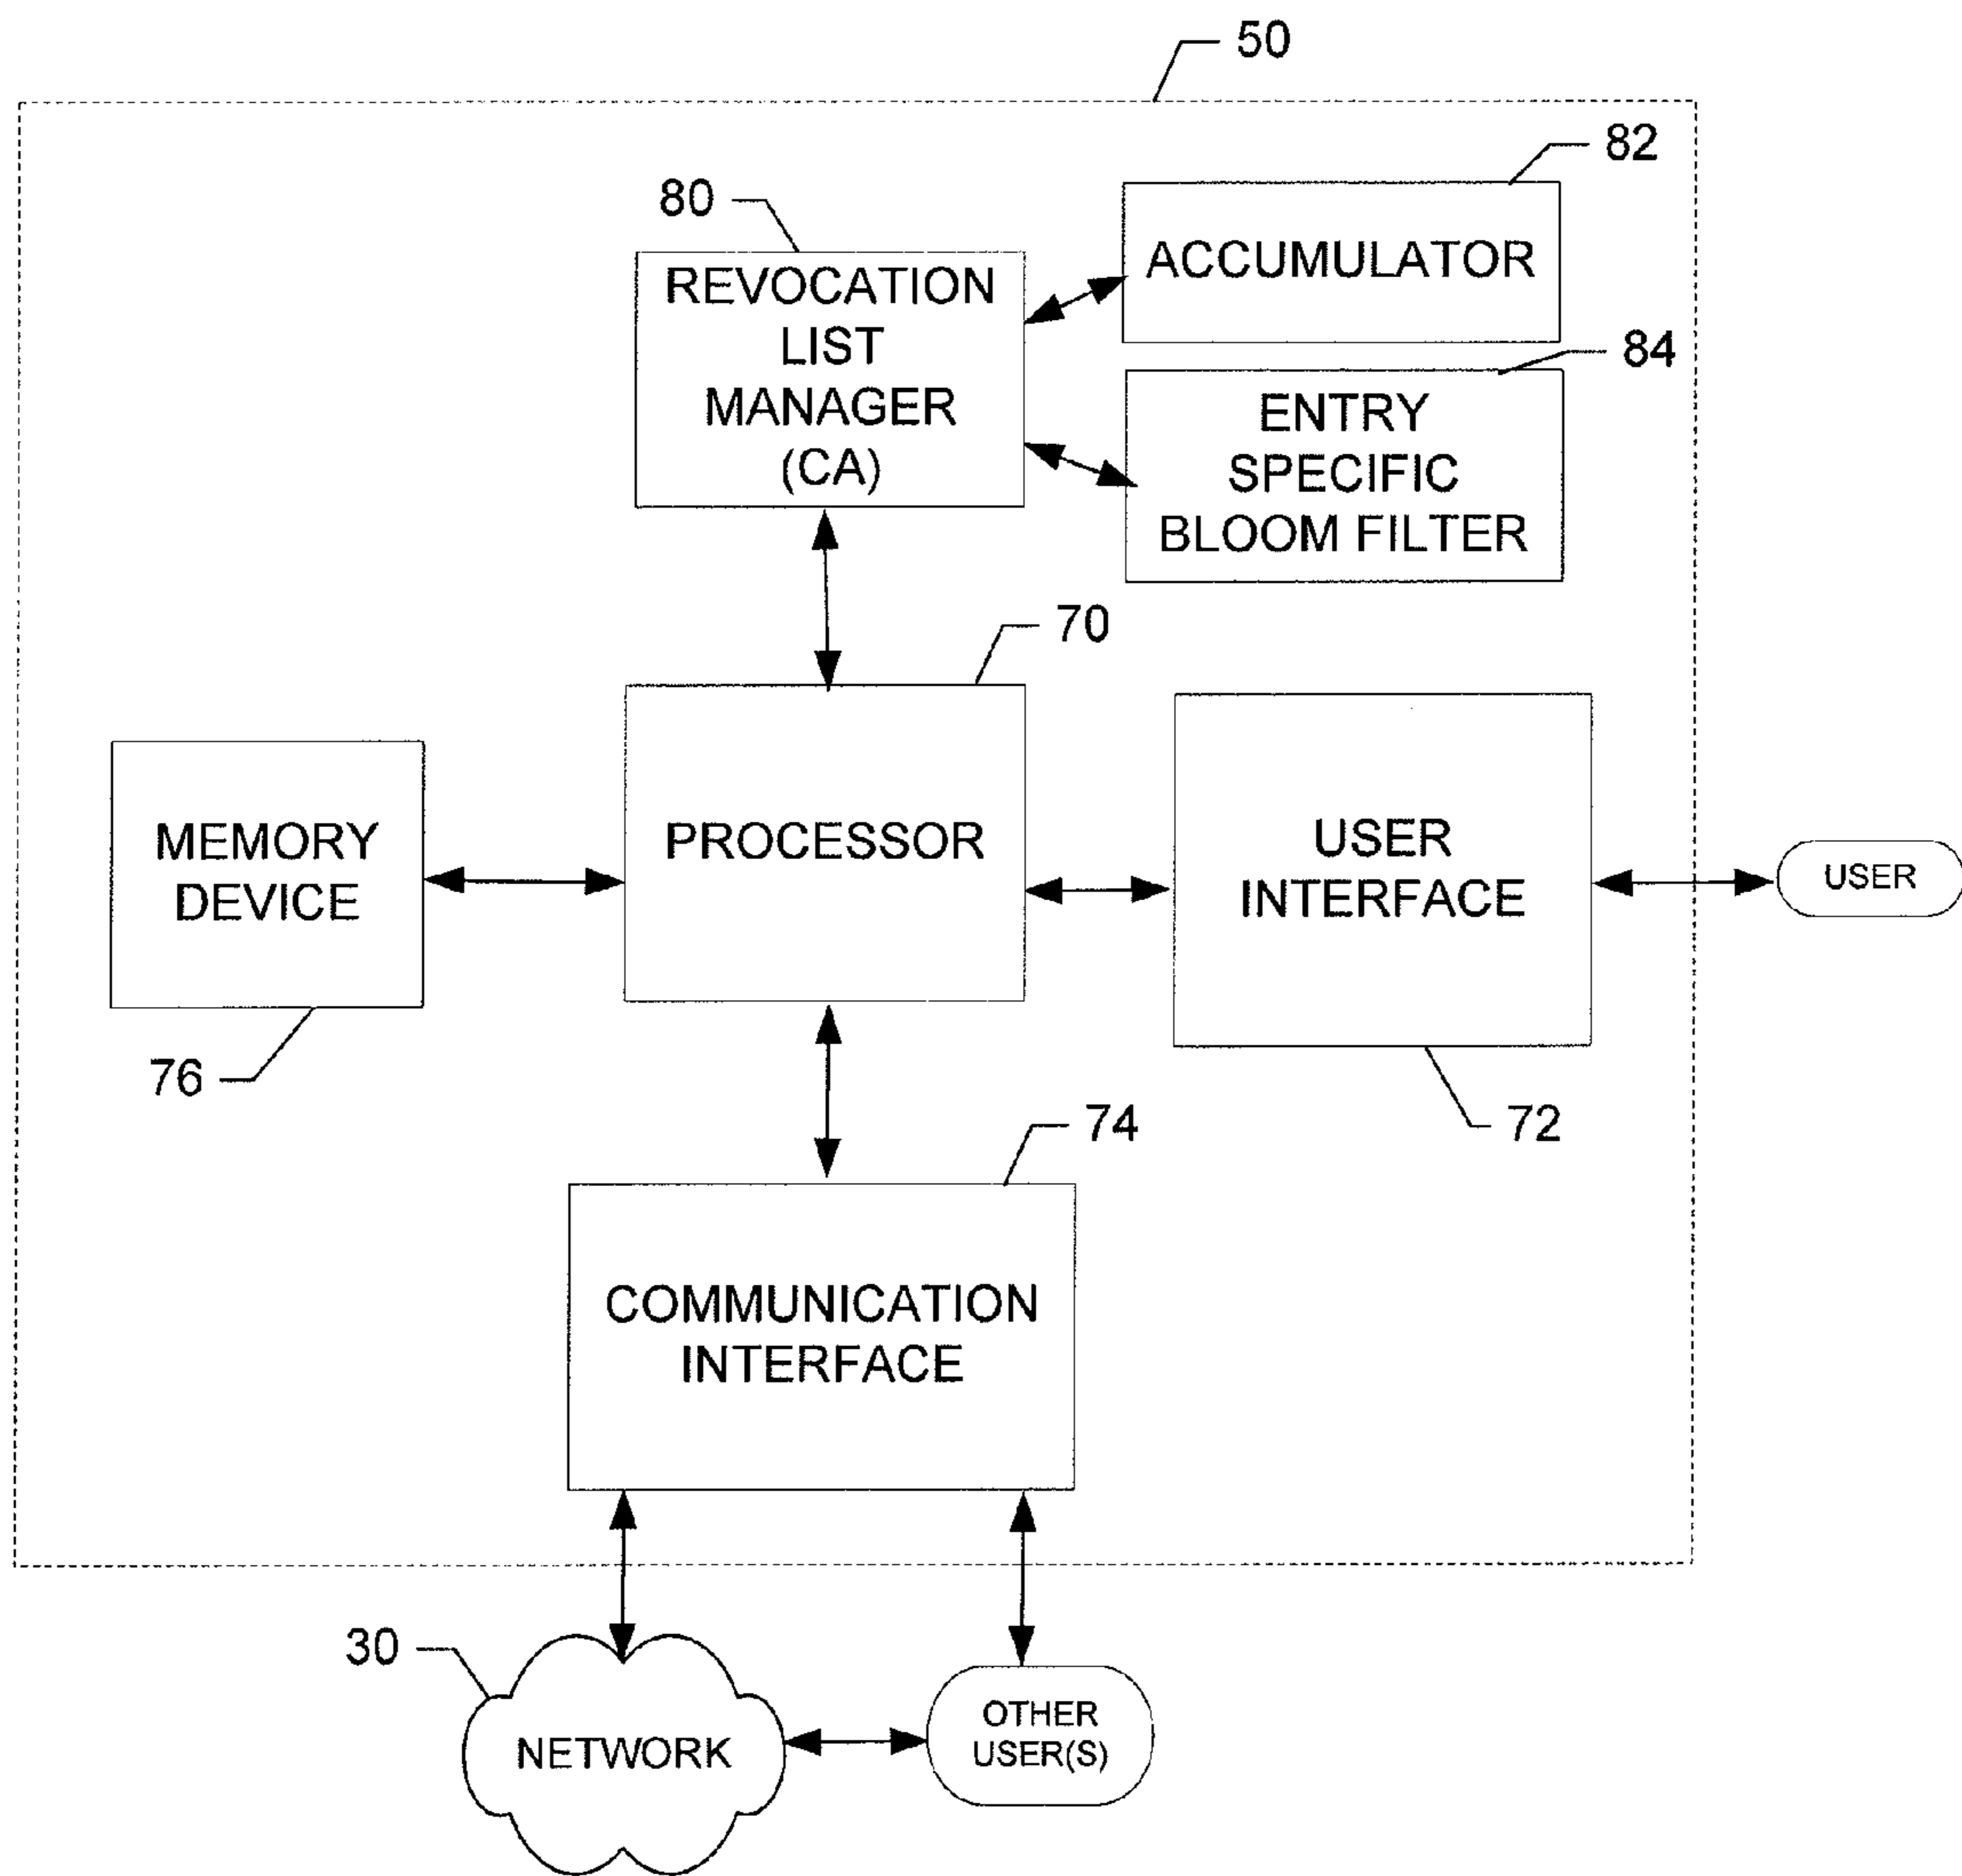 50
82
80
ACCUMULATOR
REVOCATION
LIST
MANAGER
(CA)
84
ENTRY
SPECIFIC
BLOOM FILTER
70
MEMORY
DEVICE
PROCESSOR
USER
INTERFACE
USER
76
72
74
COMMUNICATION
INTERFACE
30
NETWORK
OTHER
USER(S)